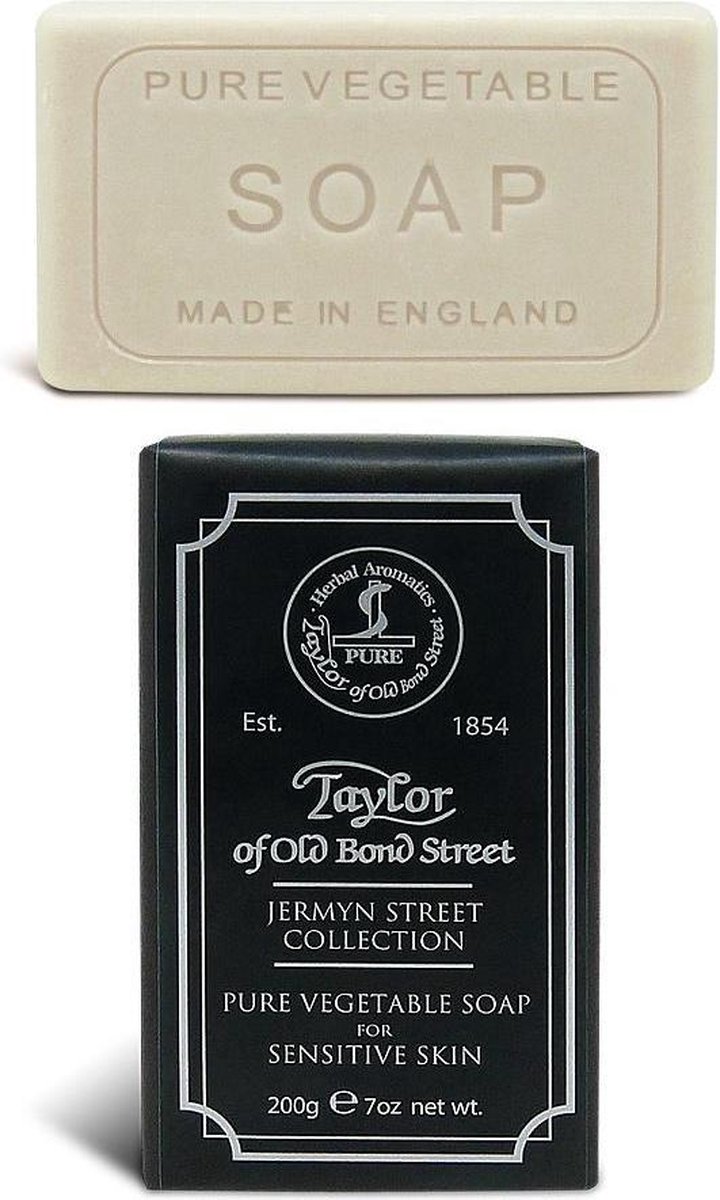 PURE VEGETABLE
SOAP
MADE IN ENGLAND
· Herbal Aromatics ·
PURE
Taylor of Old Bond Street
Est. 1854
Taylor
of Old Bond Street
JERMYN STREET
COLLECTION
PURE VEGETABLE SOAP
FOR
SENSITIVE SKIN
200g e 7oz net wt.